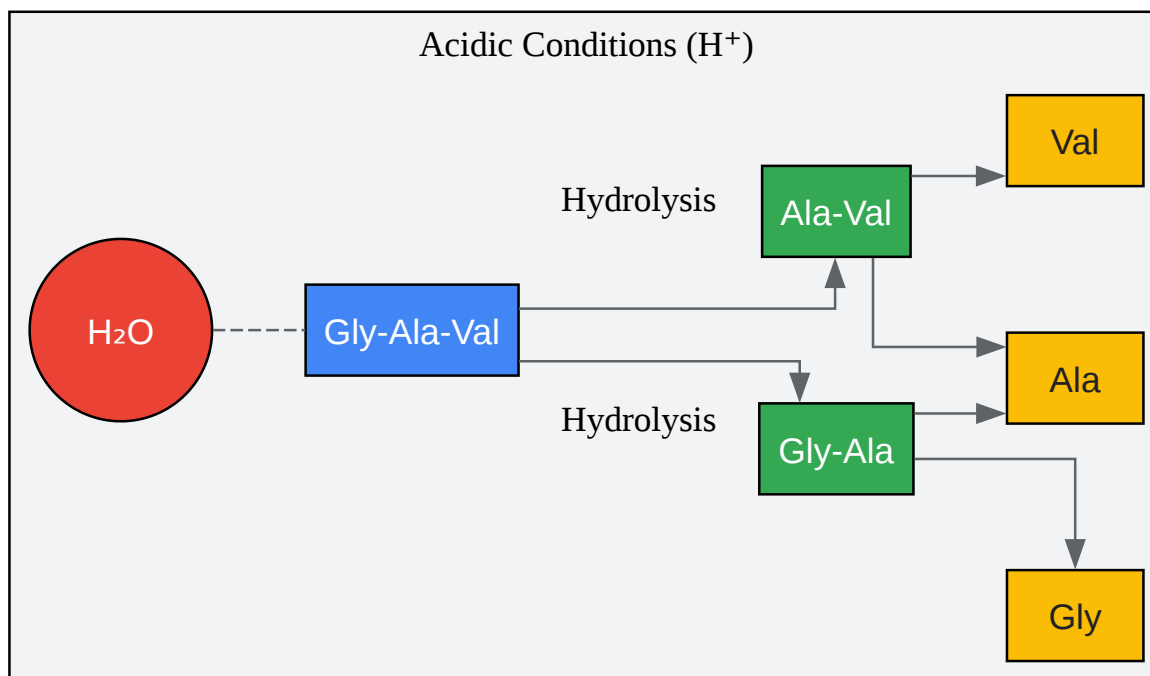 Acidic Conditions (H⁺)
Val
Hydrolysis
Ala-Val
H₂O
Gly-Ala-Val
Ala
Hydrolysis
Gly-Ala
Gly